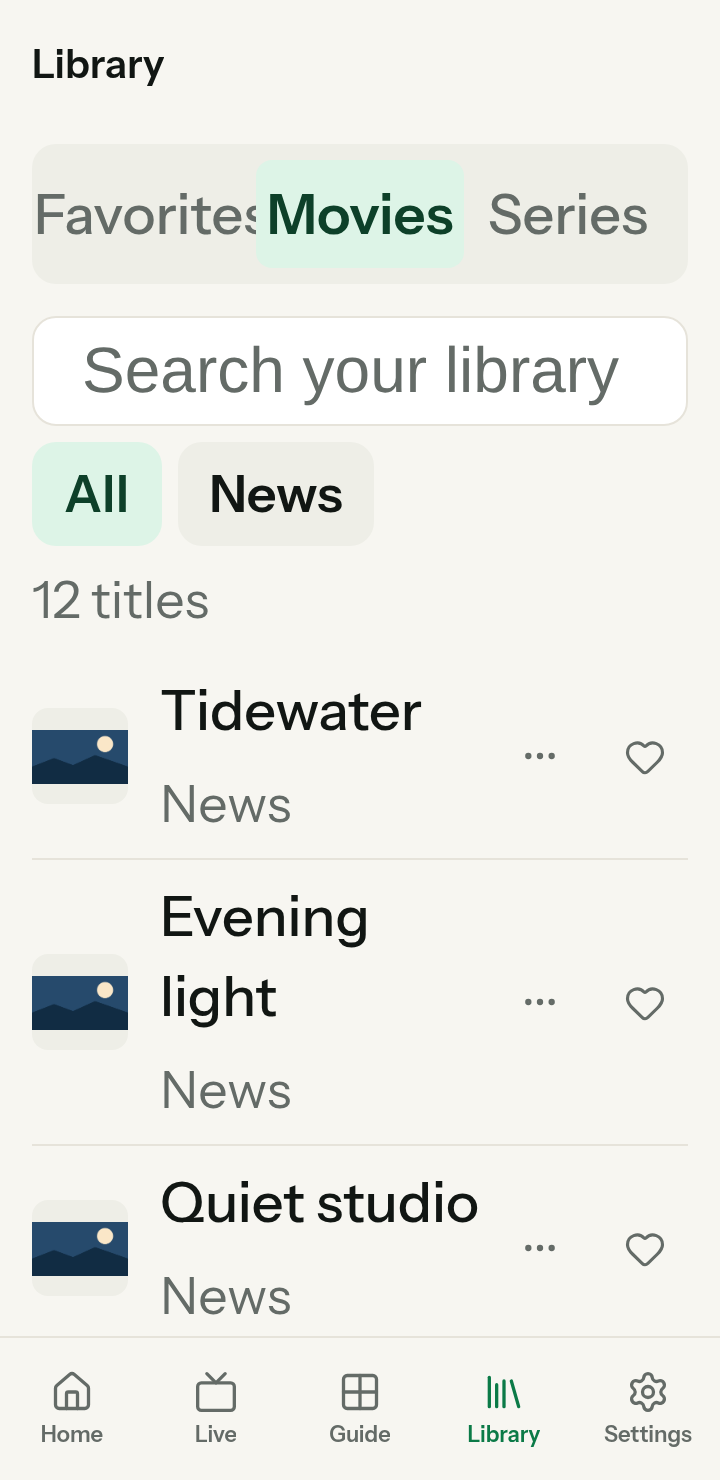 Library
Favorites Movies Series
Search your library
All News
12 titles
Tidewater
News
Evening
light
News
Quiet studio
News
Home Live Guide Library Settings